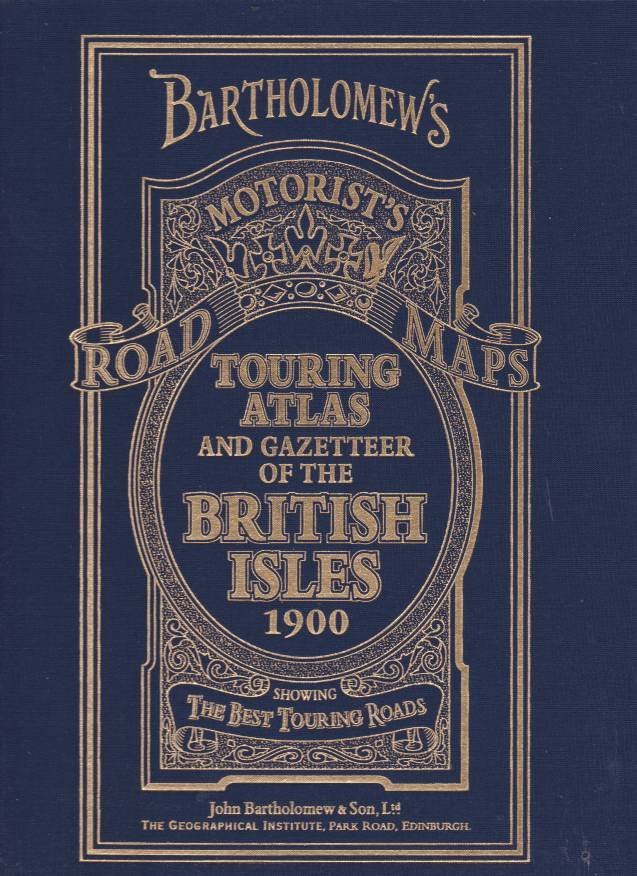 BARTHOLOMEW'S
MOTORIST'S
ROAD MAPS
TOURING
ATLAS
AND GAZETTEER
OF THE
BRITISH
ISLES
1900
SHOWING
THE BEST TOURING ROADS
John Bartholomew & Son, Ltd
THE GEOGRAPHICAL INSTITUTE, PARK ROAD, EDINBURGH.